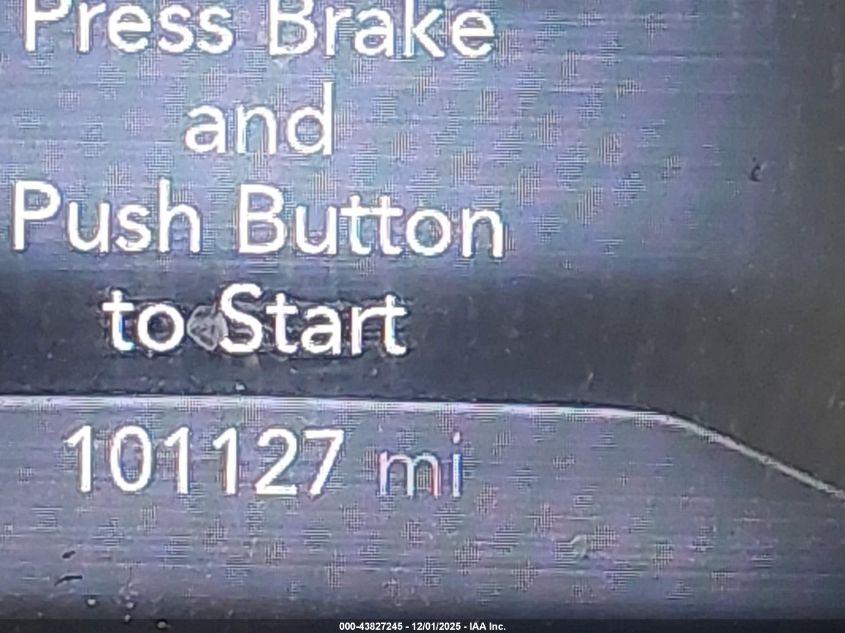 Press Brake
and
Push Button
to Start
101127 mi
000-43827245 - 12/01/2025 - IAA Inc.